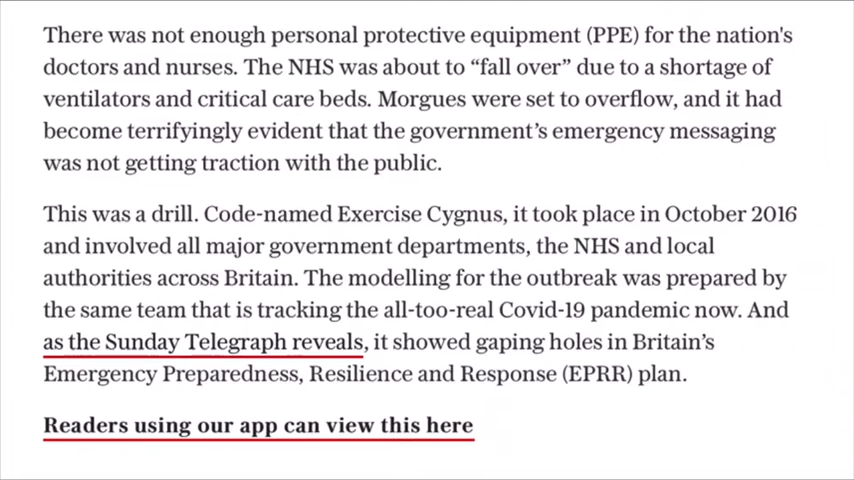 There was not enough personal protective equipment (PPE) for the nation's
doctors and nurses. The NHS was about to “fall over” due to a shortage of
ventilators and critical care beds. Morgues were set to overflow, and it had
become terrifyingly evident that the government’s emergency messaging
was not getting traction with the public.
This was a drill. Code-named Exercise Cygnus, it took place in October 2016
and involved all major government departments, the NHS and local
authorities across Britain. The modelling for the outbreak was prepared by
the same team that is tracking the all-too-real Covid-19 pandemic now. And
as the Sunday Telegraph reveals, it showed gaping holes in Britain’s
Emergency Preparedness, Resilience and Response (EPRR) plan.
Readers using our app can view this here